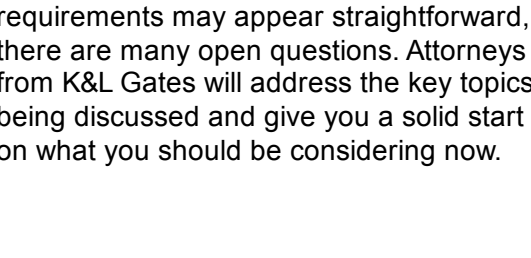 requirements may appear straightforward,
there are many open questions. Attorneys
from K&L Gates will address the key topics
being discussed and give you a solid start
on what you should be considering now.